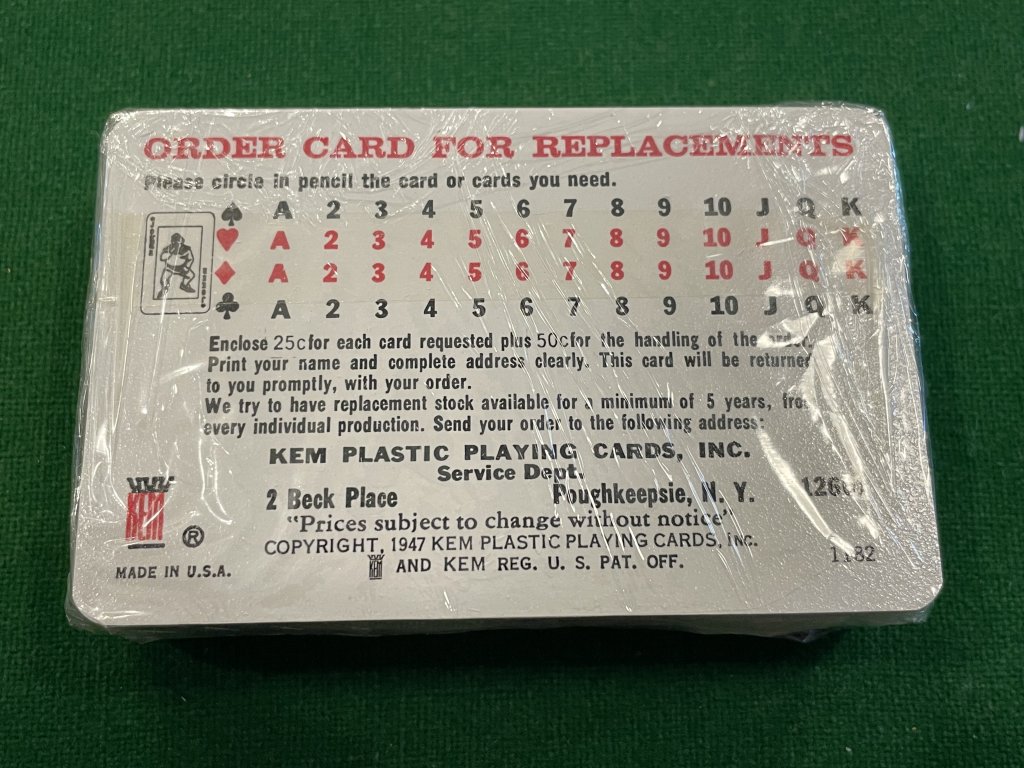 ORDER CARD FOR REPLACEMENTS
Please circle in pencil the card or cards you need.
♠ A 2 3 4 5 6 7 8 9 10 J Q K
♥ A 2 3 4 5 6 7 8 9 10 J Q K
♦ A 2 3 4 5 6 7 8 9 10 J Q K
♣ A 2 3 4 5 6 7 8 9 10 J Q K
JOKER
JOKER
Enclose 25c for each card requested plus 50c for the handling of the order.
Print your name and complete address clearly. This card will be returned
to you promptly, with your order.
We try to have replacement stock available for a minimum of 5 years, from
every individual production. Send your order to the following address:
KEM PLASTIC PLAYING CARDS, INC.
Service Dept.
2 Beck Place Poughkeepsie, N. Y.
"Prices subject to change without notice"
KEM ®
COPYRIGHT, 1947 KEM PLASTIC PLAYING CARDS, INC.
KEM AND KEM REG. U. S. PAT. OFF.
MADE IN U.S.A.